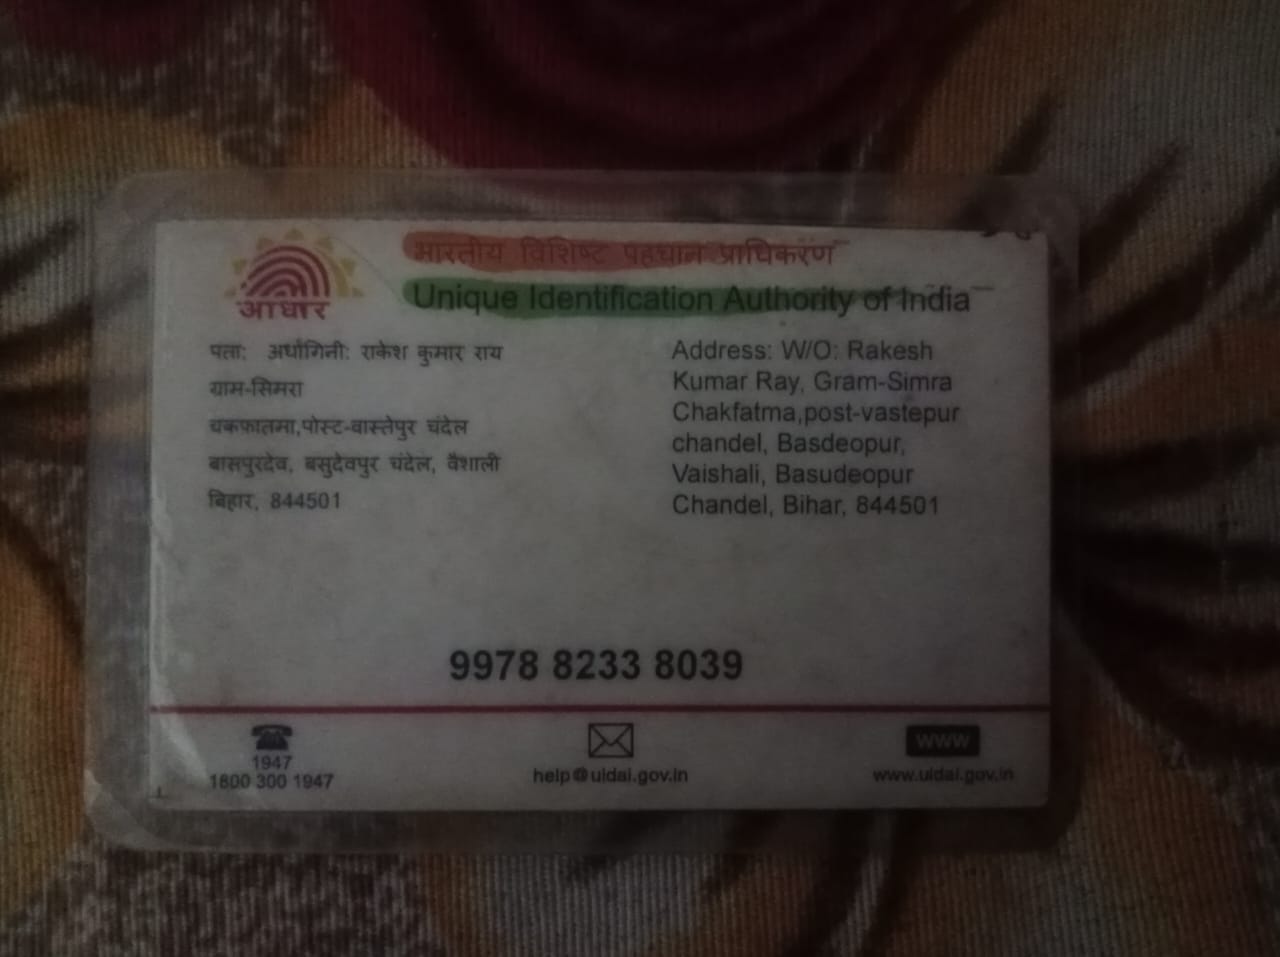 आधार
भारतीय विशिष्ट पहचान प्राधिकरण
Unique Identification Authority of India
पता: अर्धांगिनी: राकेश कुमार राय
ग्राम-सिमरा
चकफातमा,पोस्ट-वास्तेपुर चंदेल
बासपुरदेव, बसुदेवपुर चंदेल, वैशाली
बिहार, 844501
Address: W/O: Rakesh
Kumar Ray, Gram-Simra
Chakfatma,post-vastepur
chandel, Basdeopur,
Vaishali, Basudeopur
Chandel, Bihar, 844501
9978 8233 8039
1947
1800 300 1947
help@uidai.gov.in
www
www.uidai.gov.in